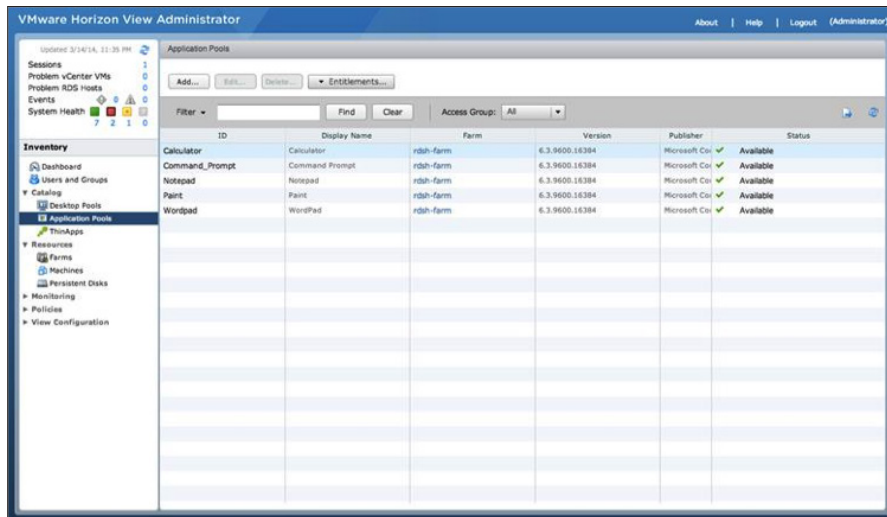 VMware Horizon View Administrator
About | Help | Logout (Administrator)
Updated 3/14/14, 11:35 PM
Sessions 1
Problem vCenter VMs 0
Problem RDS Hosts 0
Events 0 0
System Health
7 2 1 0
Inventory
Dashboard
Users and Groups
Catalog
Desktop Pools
Application Pools
ThinApps
Resources
Farms
Machines
Persistent Disks
Monitoring
Policies
View Configuration
Application Pools
Add... Edit... Delete... Entitlements...
Filter Find Clear Access Group: All
ID Display Name Farm Version Publisher Status
Calculator Calculator rdsh-farm 6.3.9600.16384 Microsoft Co Available
Command_Prompt Command Prompt rdsh-farm 6.3.9600.16384 Microsoft Co Available
Notepad Notepad rdsh-farm 6.3.9600.16384 Microsoft Co Available
Paint Paint rdsh-farm 6.3.9600.16384 Microsoft Co Available
Wordpad WordPad rdsh-farm 6.3.9600.16384 Microsoft Co Available